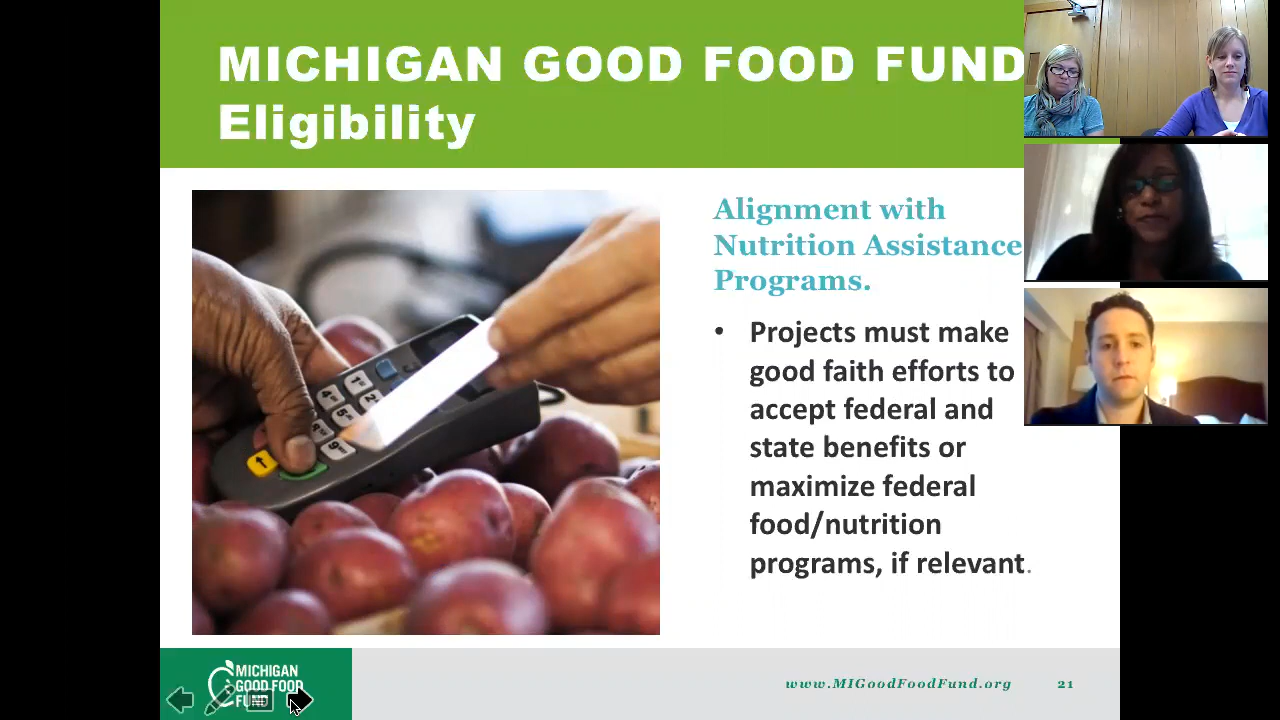 MICHIGAN GOOD FOOD FUND
Eligibility
Alignment with
Nutrition Assistance
Programs.
• Projects must make
good faith efforts to
accept federal and
state benefits or
maximize federal
food/nutrition
programs, if relevant.
MICHIGAN
GOOD FOOD
FUND
www.MIGoodFoodFund.org
21